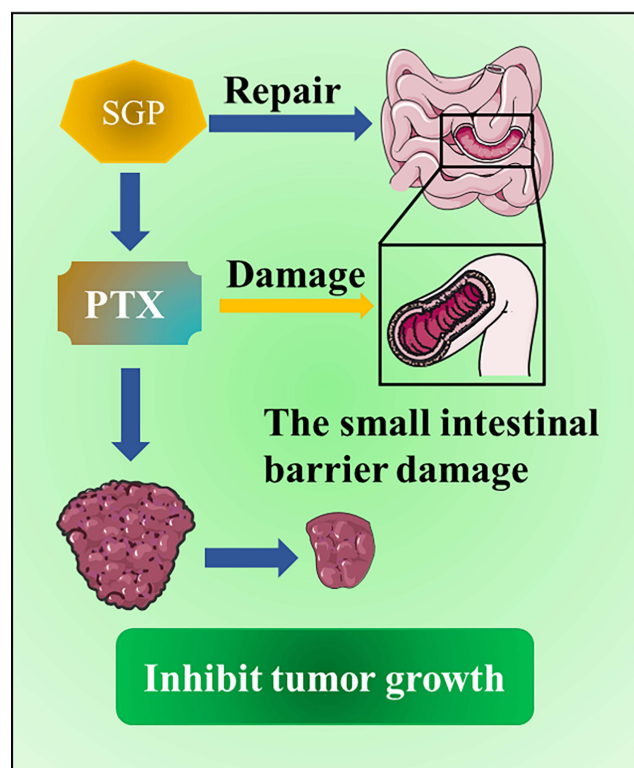 SGP
Repair
PTX
Damage
The small intestinal
barrier damage
Inhibit tumor growth